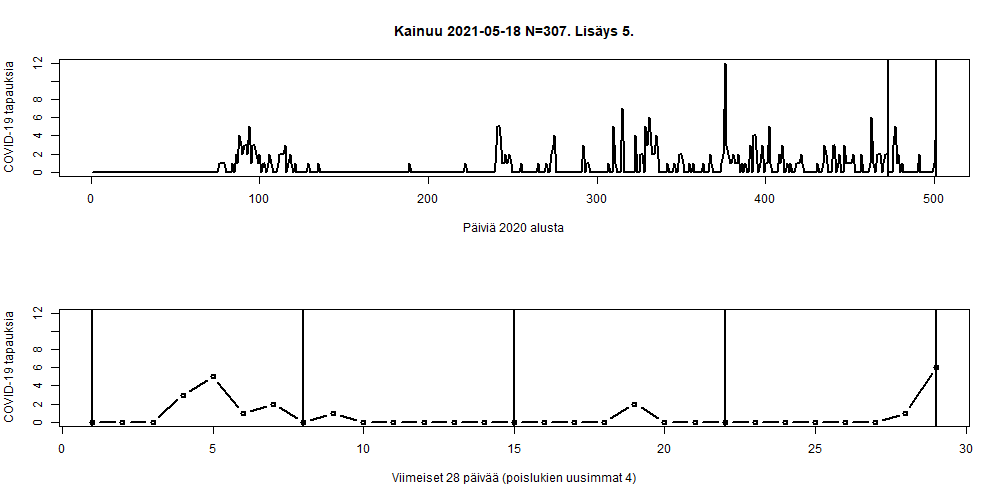 Kainuu 2021-05-18 N=307. Lisäys 5.
COVID-19 tapauksia
0 2 4 6 8 12
0 100 200 300 400 500
Päiviä 2020 alusta
COVID-19 tapauksia
0 2 4 6 8 12
0 5 10 15 20 25 30
Viimeiset 28 päivää (poislukien uusimmat 4)